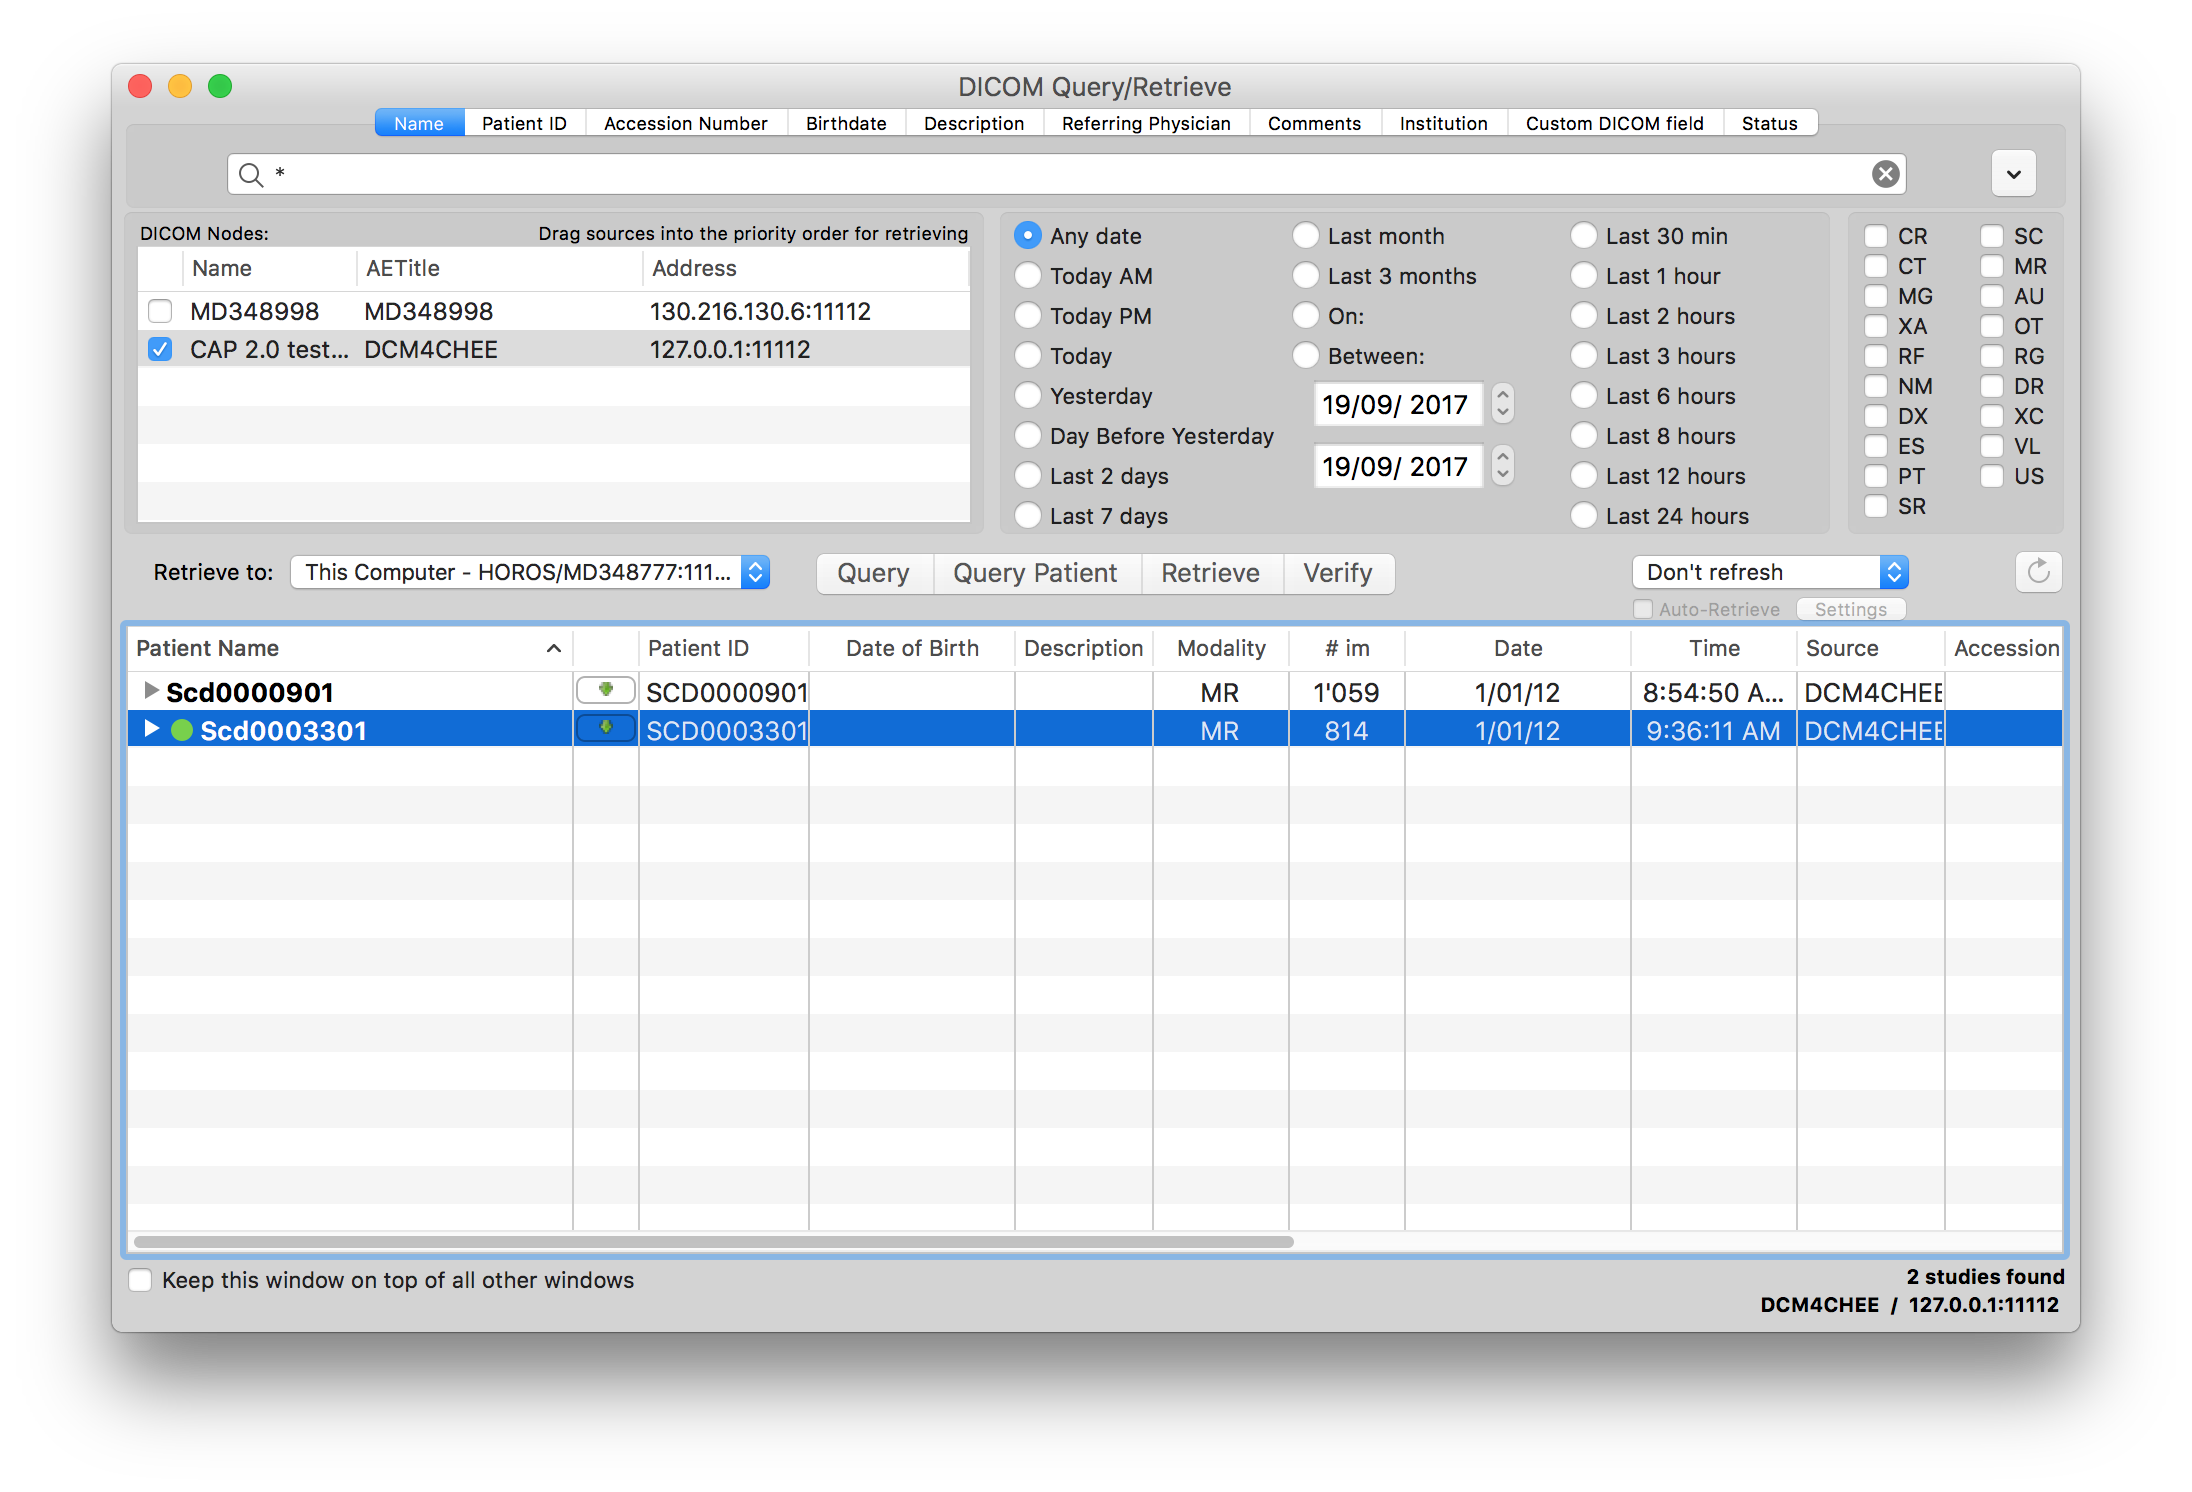 DICOM Query/Retrieve
Name Patient ID Accession Number Birthdate Description Referring Physician Comments Institution Custom DICOM field Status
*
DICOM Nodes: Drag sources into the priority order for retrieving
Name AETitle Address
MD348998 MD348998 130.216.130.6:11112
CAP 2.0 test... DCM4CHEE 127.0.0.1:11112
Any date
Today AM
Today PM
Today
Yesterday
Day Before Yesterday
Last 2 days
Last 7 days
Last month
Last 3 months
On:
Between:
19/09/ 2017
19/09/ 2017
Last 30 min
Last 1 hour
Last 2 hours
Last 3 hours
Last 6 hours
Last 8 hours
Last 12 hours
Last 24 hours
CR SC
CT MR
MG AU
XA OT
RF RG
NM DR
DX XC
ES VL
PT US
SR
Retrieve to: This Computer - HOROS/MD348777:111... Query Query Patient Retrieve Verify Don't refresh
Auto-Retrieve Settings
Patient Name Patient ID Date of Birth Description Modality # im Date Time Source Accession
Scd0000901 SCD0000901 MR 1'059 1/01/12 8:54:50 A... DCM4CHEE
Scd0003301 SCD0003301 MR 814 1/01/12 9:36:11 AM DCM4CHEE
Keep this window on top of all other windows
2 studies found
DCM4CHEE / 127.0.0.1:11112